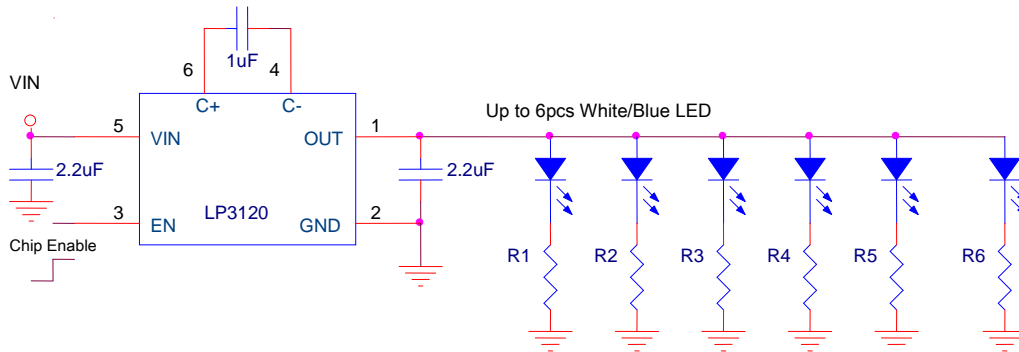 1uF
6
4
VIN
C+
C-
Up to 6pcs White/Blue LED
5
VIN
OUT
1
2.2uF
2.2uF
3
EN
LP3120
GND
2
Chip Enable
R1
R2
R3
R4
R5
R6